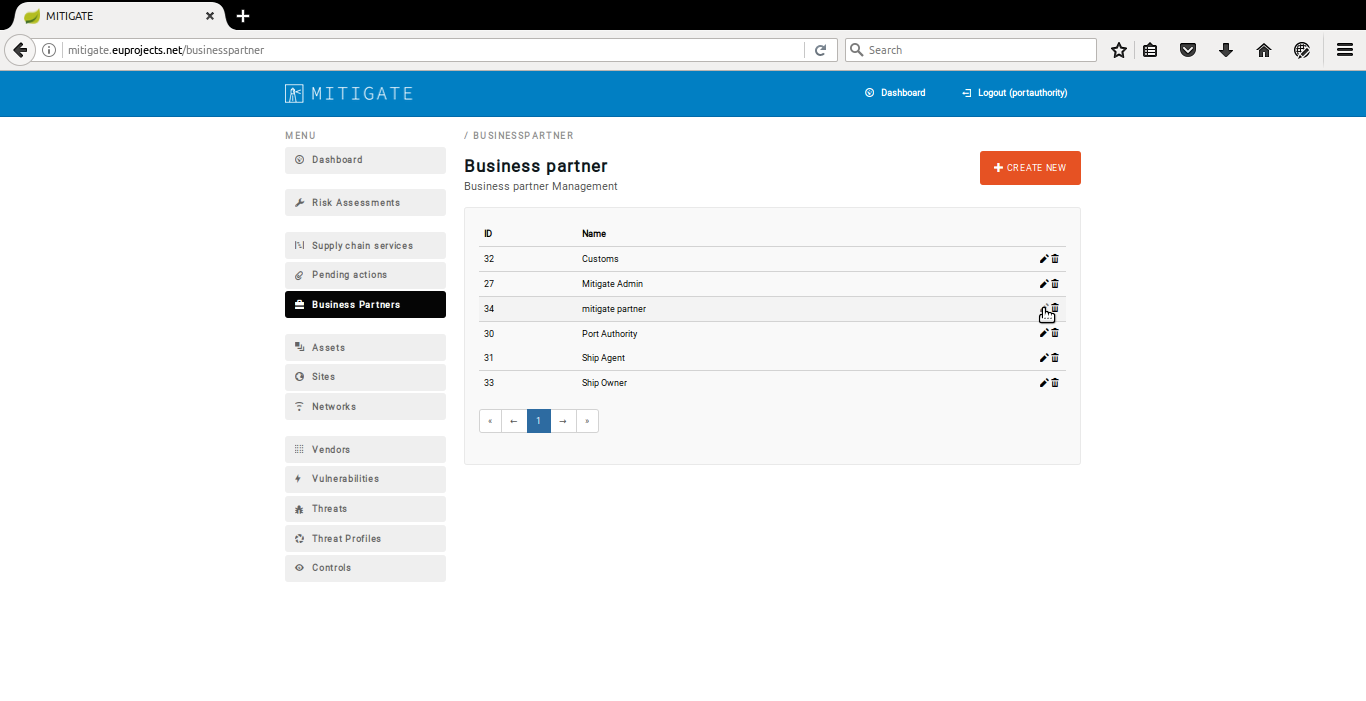 MITIGATE
mitigate.euprojects.net/businesspartner
Search
MITIGATE
Dashboard
Logout (portauthority)
MENU
Dashboard
Risk Assessments
Supply chain services
Pending actions
Business Partners
Assets
Sites
Networks
Vendors
Vulnerabilities
Threats
Threat Profiles
Controls
/ BUSINESSPARTNER
Business partner
Business partner Management
CREATE NEW
ID Name
32 Customs
27 Mitigate Admin
34 mitigate partner
30 Port Authority
31 Ship Agent
33 Ship Owner
« ← 1 → »